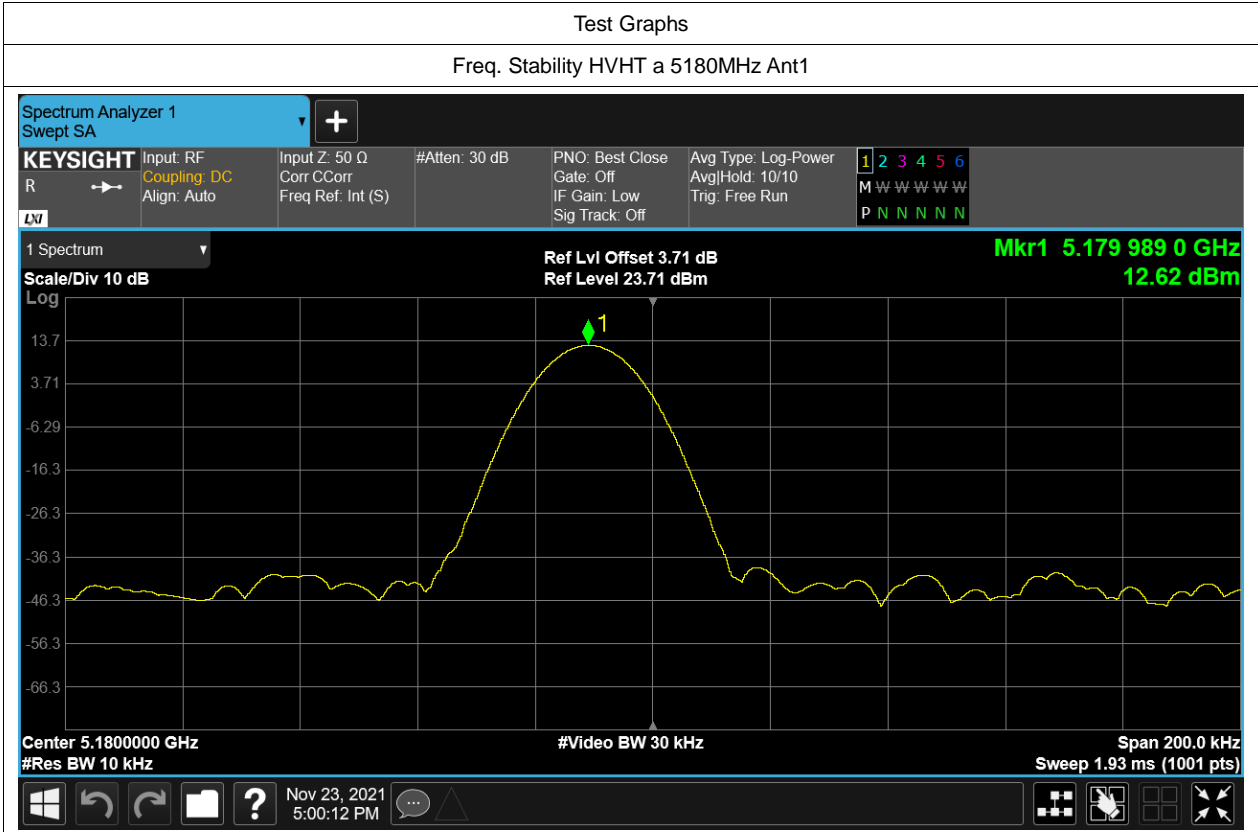 Test Graphs
Freq. Stability HVHT a 5180MHz Ant1
Spectrum Analyzer 1
Swept SA
KEYSIGHT
R
LXI
Input: RF
Coupling: DC
Align: Auto
Input Z: 50 Ω
Corr CCorr
Freq Ref: Int (S)
#Atten: 30 dB
PNO: Best Close
Gate: Off
IF Gain: Low
Sig Track: Off
Avg Type: Log-Power
Avg|Hold: 10/10
Trig: Free Run
1 2 3 4 5 6
M W W W W W
P N N N N N
1 Spectrum
Scale/Div 10 dB
Log
Ref Lvl Offset 3.71 dB
Ref Level 23.71 dBm
Mkr1 5.179 989 0 GHz
12.62 dBm
1
13.7
3.71
-6.29
-16.3
-26.3
-36.3
-46.3
-56.3
-66.3
Center 5.1800000 GHz
#Res BW 10 kHz
#Video BW 30 kHz
Span 200.0 kHz
Sweep 1.93 ms (1001 pts)
?
Nov 23, 2021
5:00:12 PM